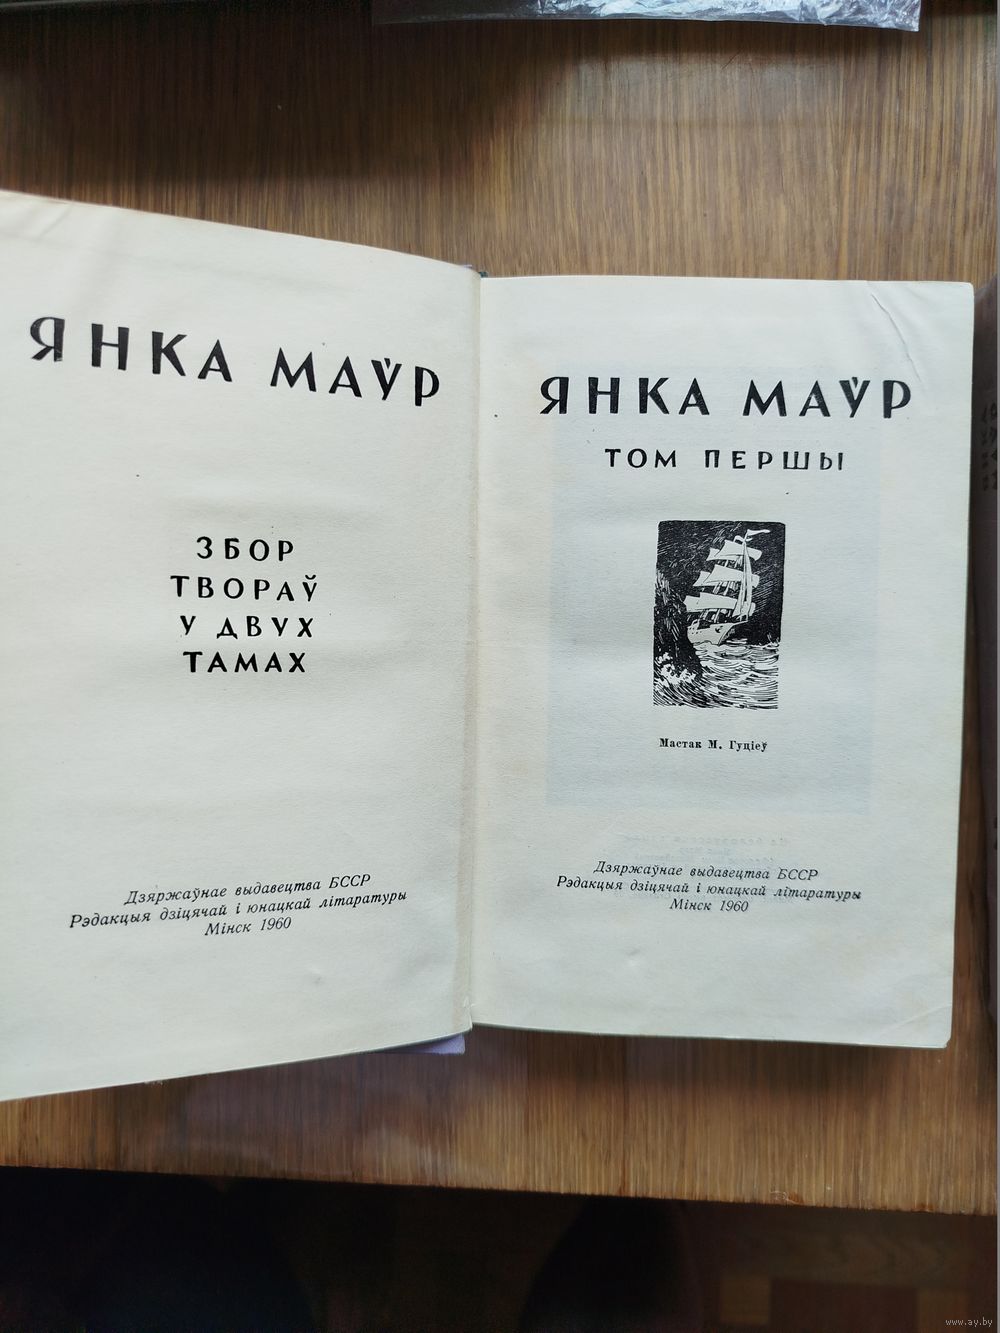 ЯНКА МАЎР
ЗБОР
ТВОРАЎ
У ДВУХ
ТАМАХ
Дзяржаўнае выдавецтва БССР
Рэдакцыя дзіцячай і юнацкай літаратуры
Мінск 1960
ЯНКА МАЎР
ТОМ ПЕРШЫ
Мастак М. Гуціеў
Дзяржаўнае выдавецтва БССР
Рэдакцыя дзіцячай і юнацкай літаратуры
Мінск 1960
www.ay.by